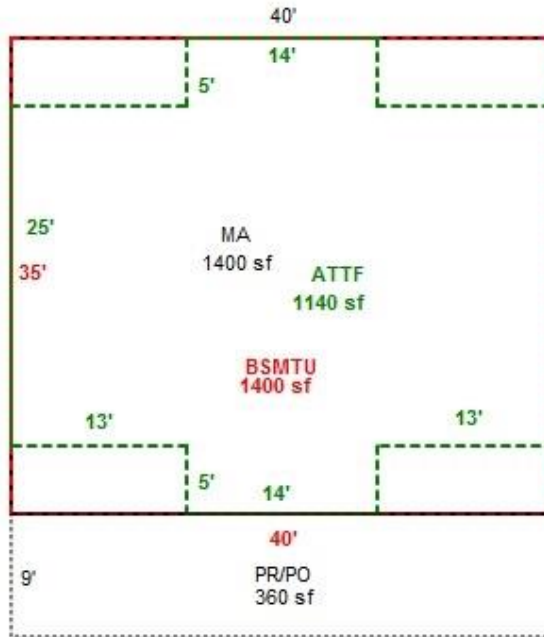 40'
14'
5'
25'
35'
MA
1400 sf
ATTF
1140 sf
BSMTU
1400 sf
13'
13'
5'
14'
40'
9'
PR/PO
360 sf